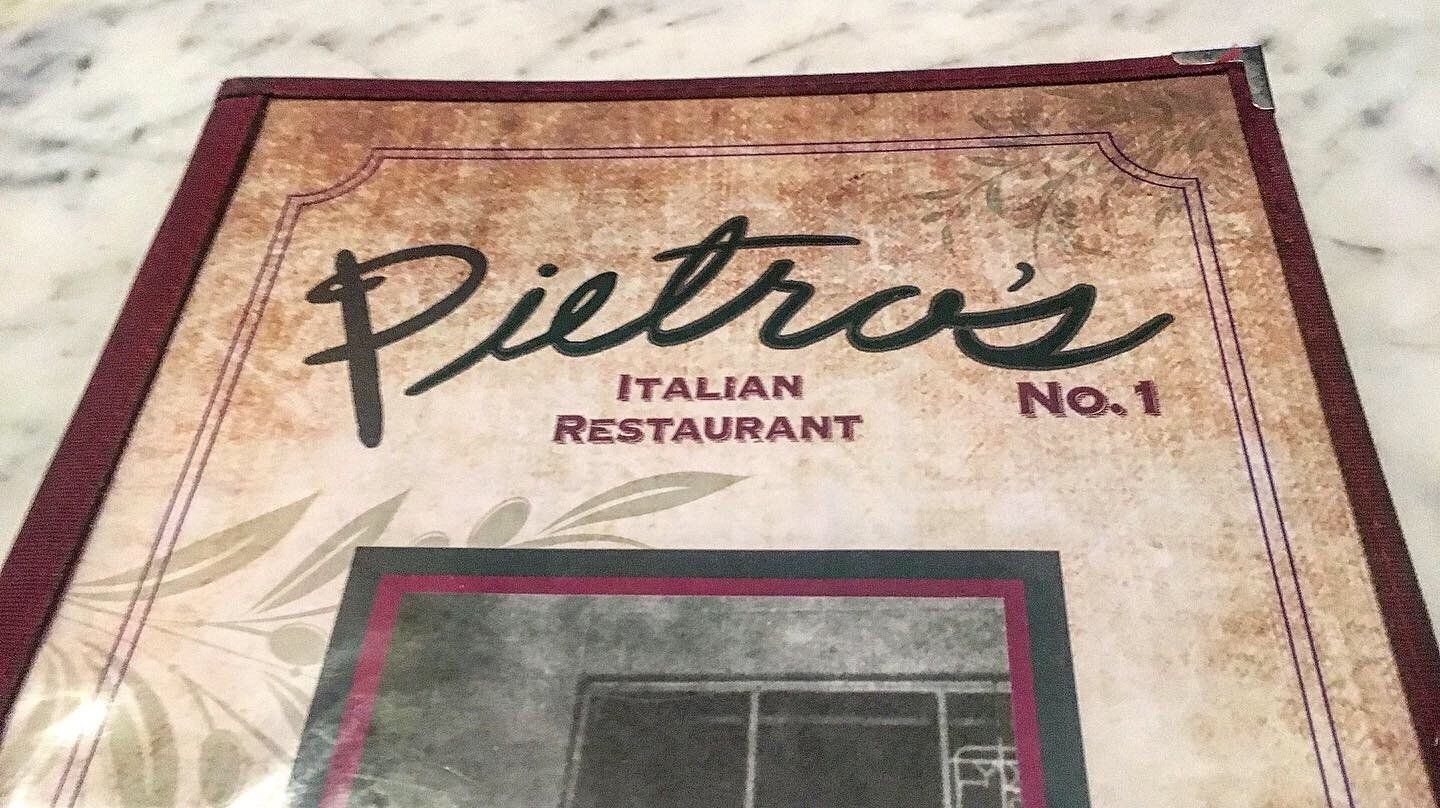 Pietro's
ITALIAN
RESTAURANT
No. 1